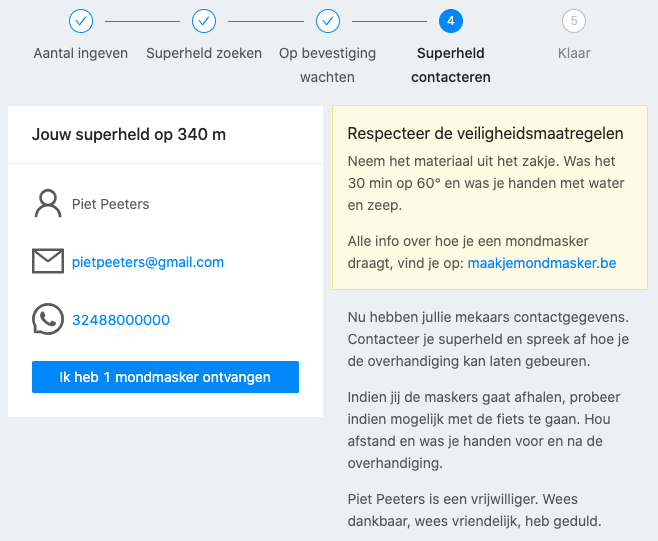 4
5
Aantal ingeven
Superheld zoeken
Op bevestiging
wachten
Superheld
contacteren
Klaar
Jouw superheld op 340 m
Piet Peeters
pietpeeters@gmail.com
32488000000
Ik heb 1 mondmasker ontvangen
Respecteer de veiligheidsmaatregelen
Neem het materiaal uit het zakje. Was het
30 min op 60° en was je handen met water
en zeep.
Alle info over hoe je een mondmasker
draagt, vind je op: maakjemondmasker.be
Nu hebben jullie mekaars contactgegevens.
Contacteer je superheld en spreek af hoe je
de overhandiging kan laten gebeuren.
Indien jij de maskers gaat afhalen, probeer
indien mogelijk met de fiets te gaan. Hou
afstand en was je handen voor en na de
overhandiging.
Piet Peeters is een vrijwilliger. Wees
dankbaar, wees vriendelijk, heb geduld.